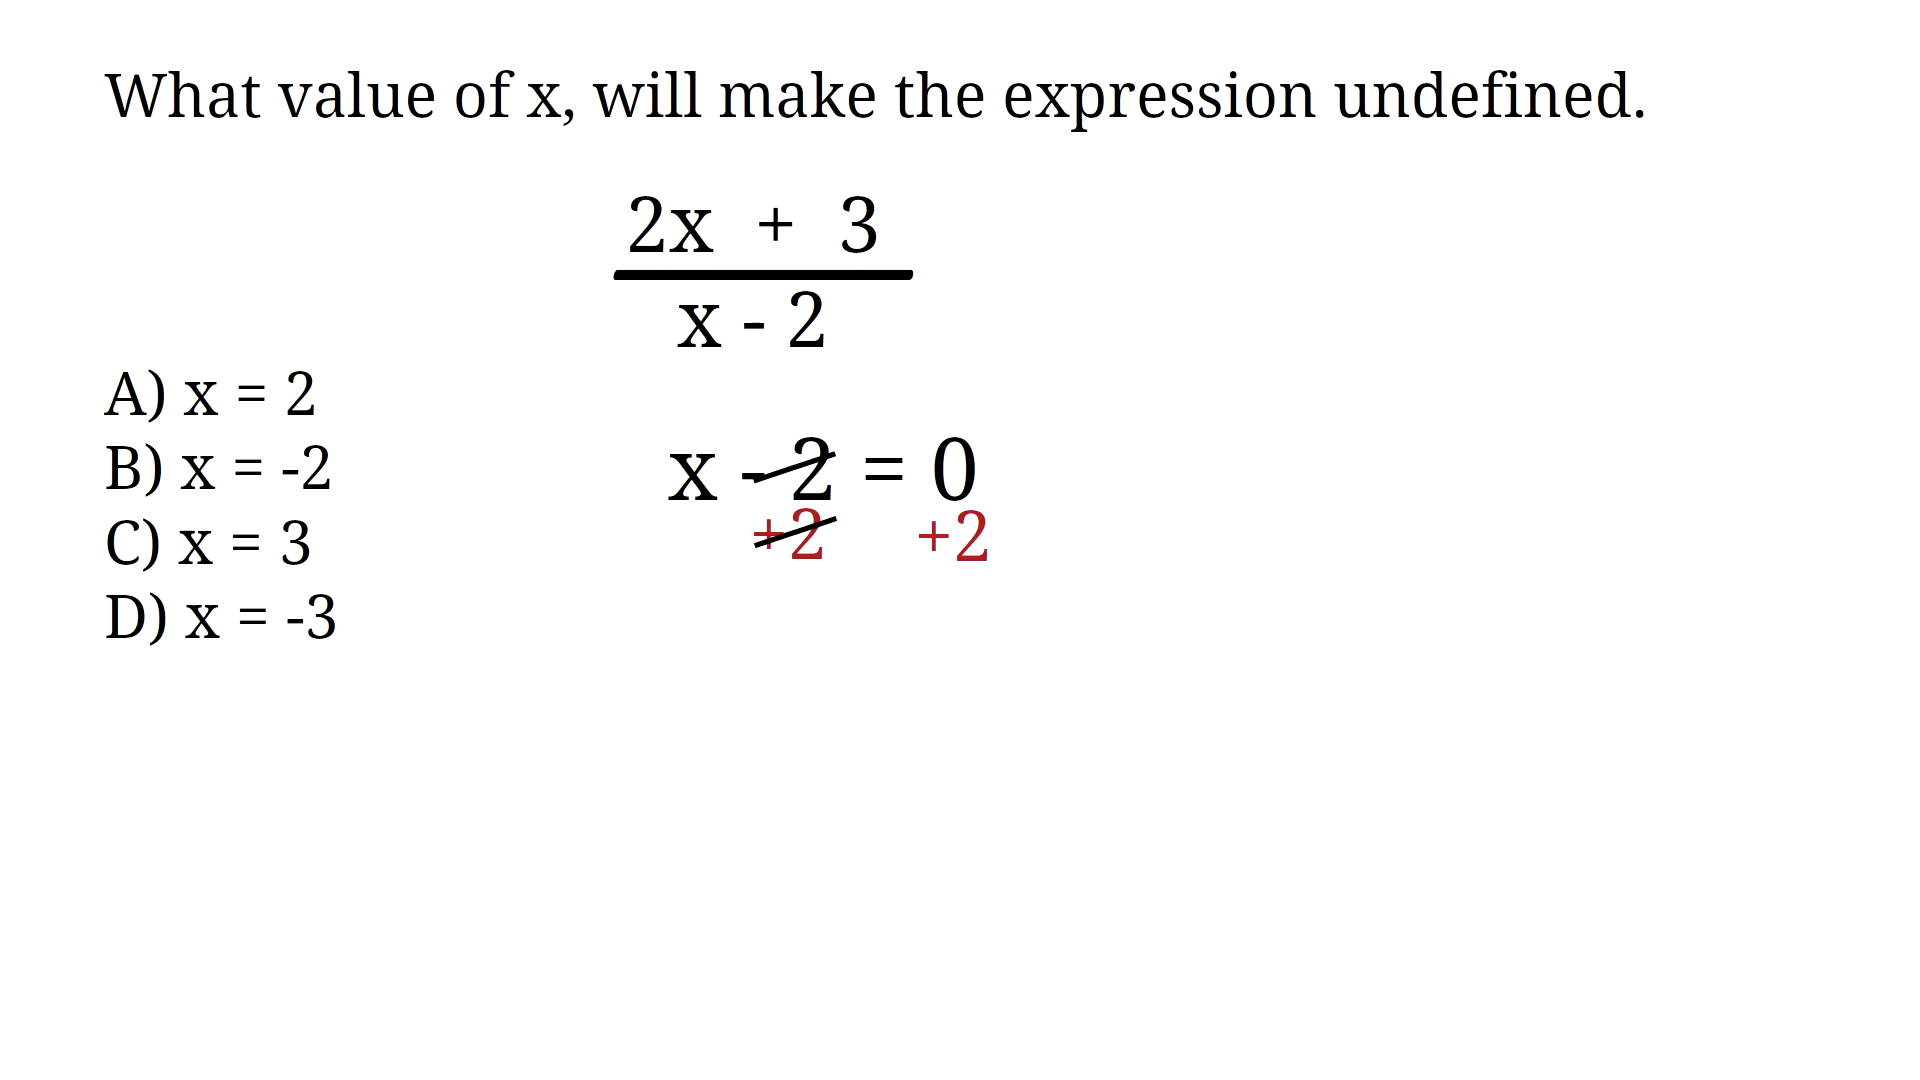 What value of x, will make the expression undefined.
2x + 3
x - 2
A) x = 2
B) x = -2
C) x = 3
D) x = -3
x - 2 = 0
+2 +2